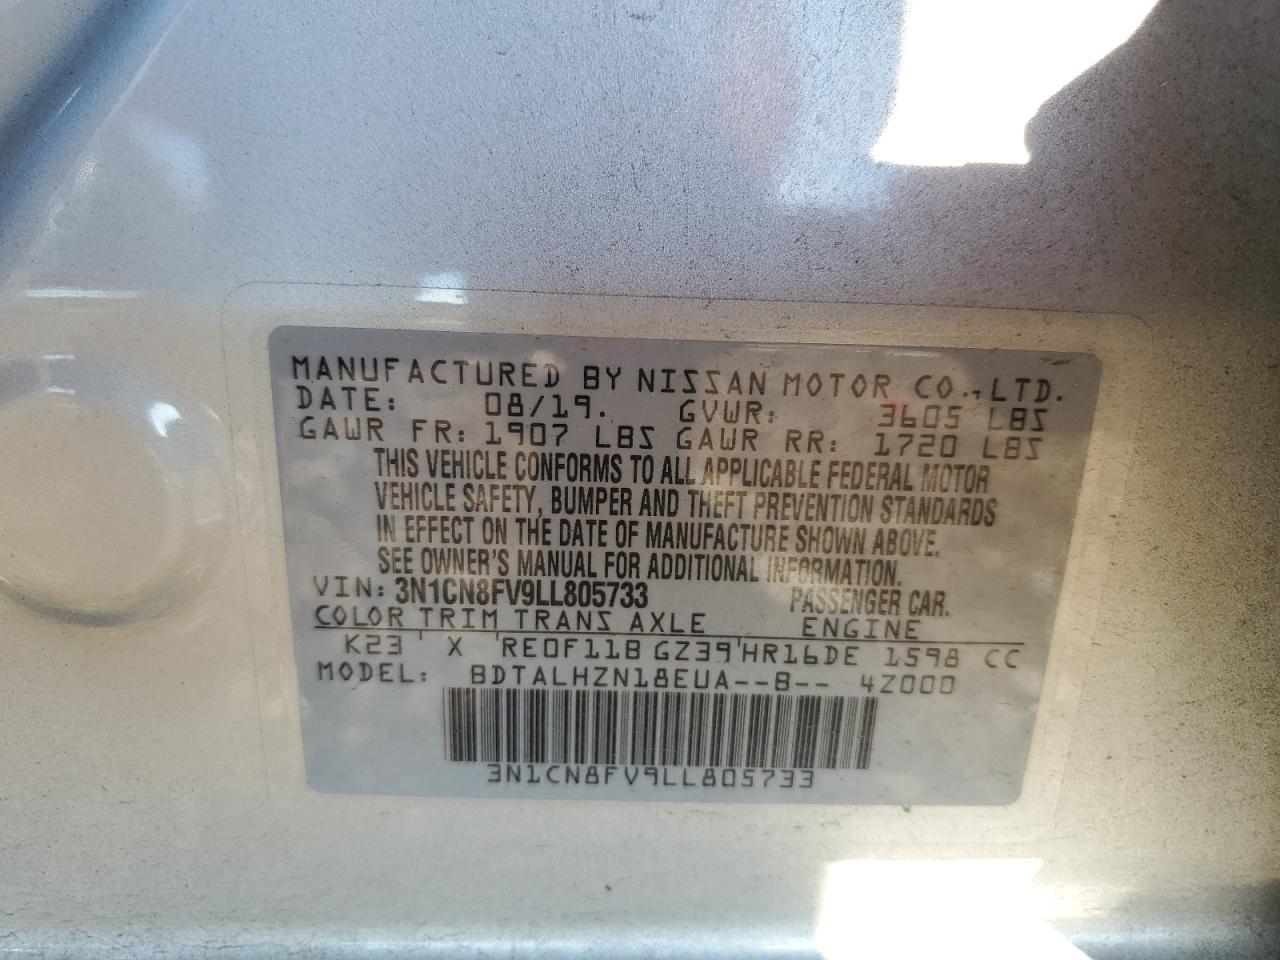 MANUFACTURED BY NISSAN MOTOR CO., LTD.
DATE: 08/19. GVWR: 3605 LBS
GAWR FR: 1907 LBS GAWR RR: 1720 LBS
THIS VEHICLE CONFORMS TO ALL APPLICABLE FEDERAL MOTOR
VEHICLE SAFETY, BUMPER AND THEFT PREVENTION STANDARDS
IN EFFECT ON THE DATE OF MANUFACTURE SHOWN ABOVE.
SEE OWNER'S MANUAL FOR ADDITIONAL INFORMATION.
VIN: 3N1CN8FV9LL805733 PASSENGER CAR.
COLOR TRIM TRANS AXLE ENGINE
K23 ' X ' RE0F11B GZ39'HR16DE 1598 CC
MODEL: BDTALHZN18EUA--B-- 4Z000
3N1CN8FV9LL805733